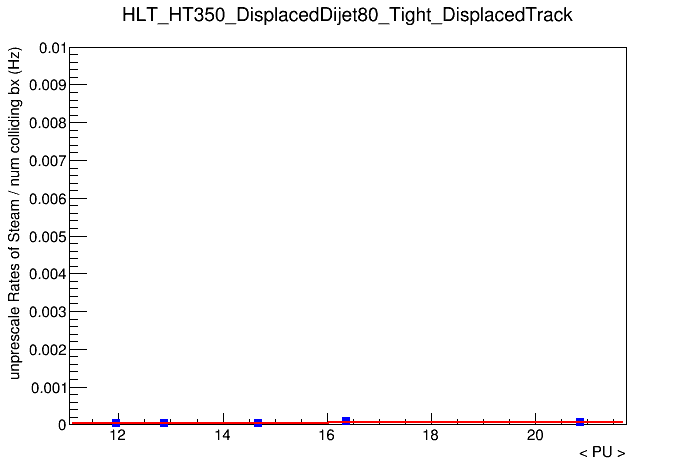 HLT_HT350_DisplacedDijet80_Tight_DisplacedTrack
unprescale Rates of Steam / num colliding bx (Hz)
0.01
0.009
0.008
0.007
0.006
0.005
0.004
0.003
0.002
0.001
0
12 14 16 18 20
< PU >